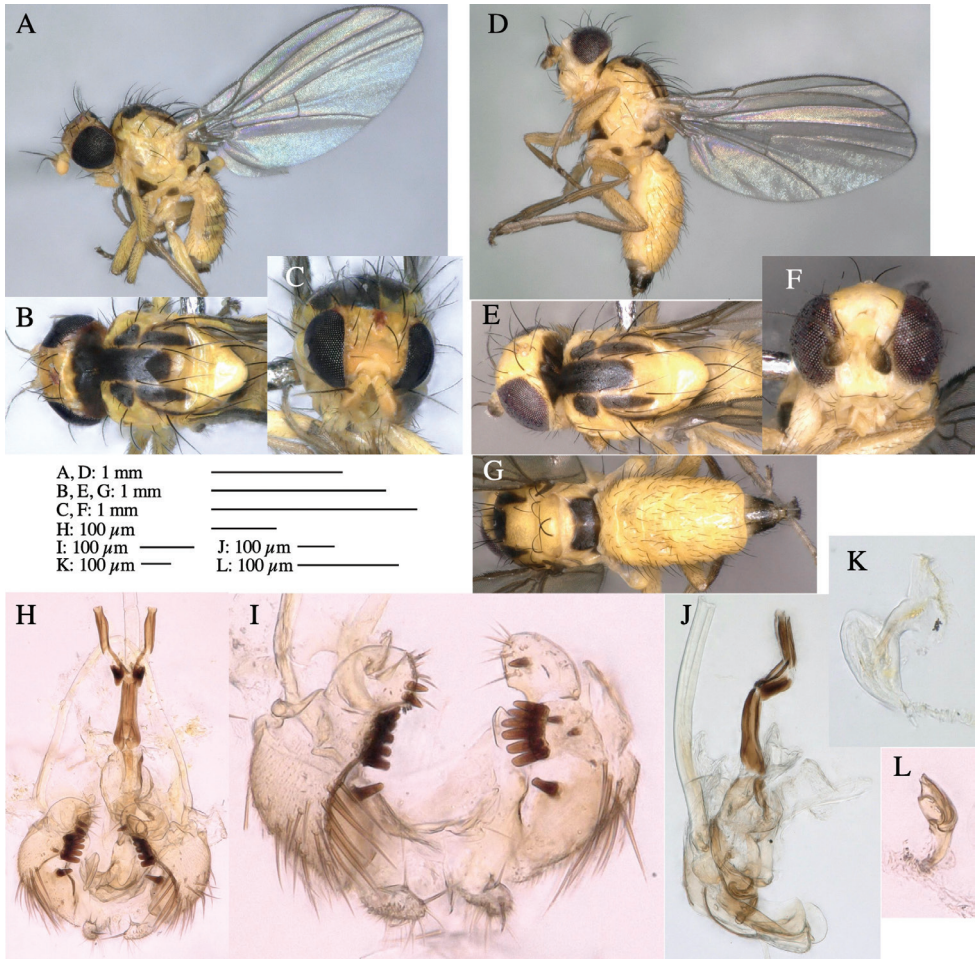 A
D
C
F
B
E
A, D: 1 mm
B, E, G: 1 mm
C, F: 1 mm
H: 100 μm
I: 100 μm J: 100 μm
K: 100 μm L: 100 μm
G
K
H
I
J
L